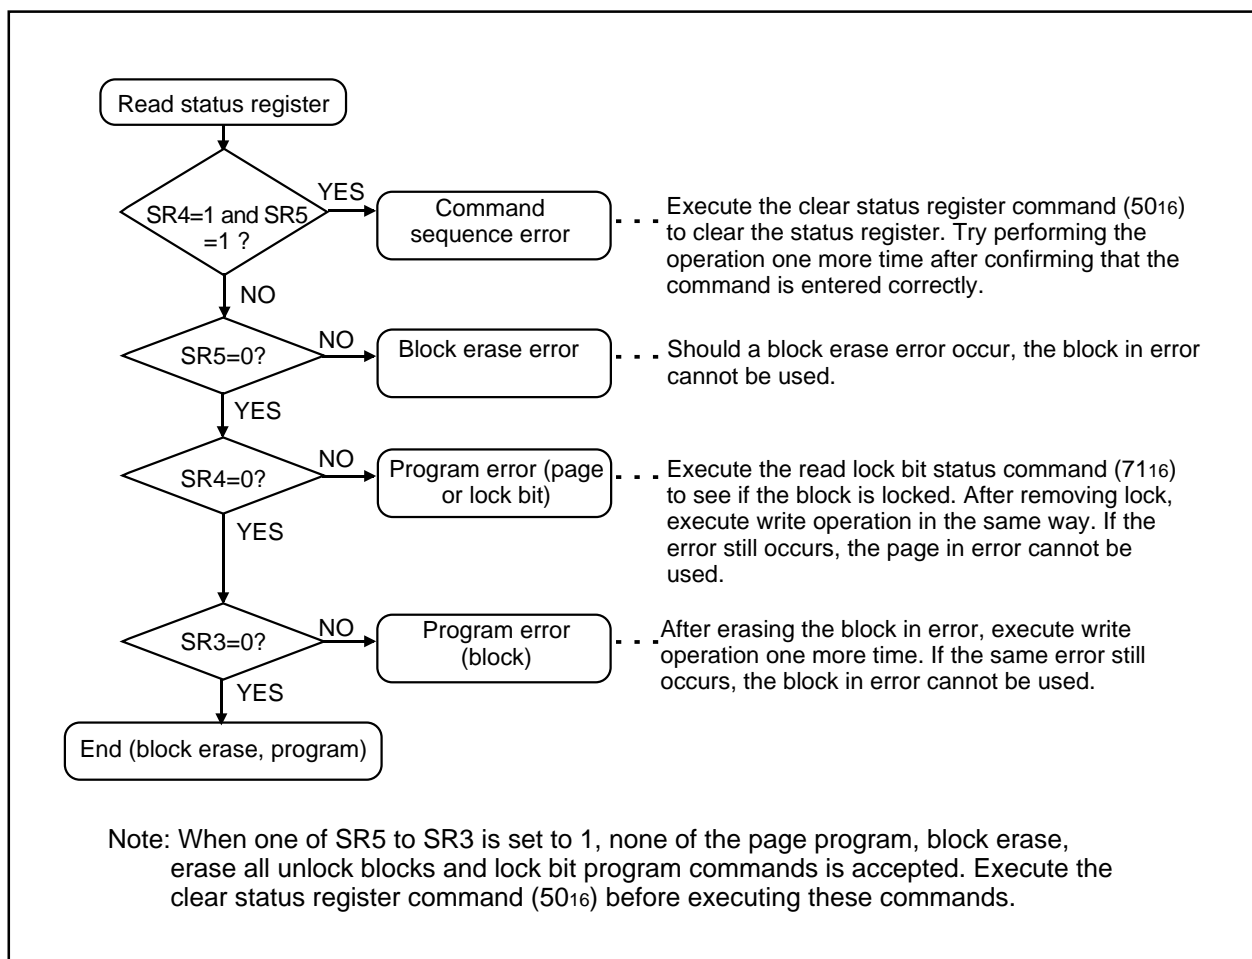 Read status register
SR4=1 and SR5
=1 ?
YES
Command
sequence error
Execute the clear status register command (5016)
to clear the status register. Try performing the
operation one more time after confirming that the
command is entered correctly.
NO
SR5=0?
NO
Block erase error
Should a block erase error occur, the block in error
cannot be used.
YES
SR4=0?
NO
Program error (page
or lock bit)
Execute the read lock bit status command (7116)
to see if the block is locked. After removing lock,
execute write operation in the same way. If the
error still occurs, the page in error cannot be
used.
YES
SR3=0?
NO
Program error
(block)
After erasing the block in error, execute write
operation one more time. If the same error still
occurs, the block in error cannot be used.
YES
End (block erase, program)
Note: When one of SR5 to SR3 is set to 1, none of the page program, block erase,
erase all unlock blocks and lock bit program commands is accepted. Execute the
clear status register command (5016) before executing these commands.